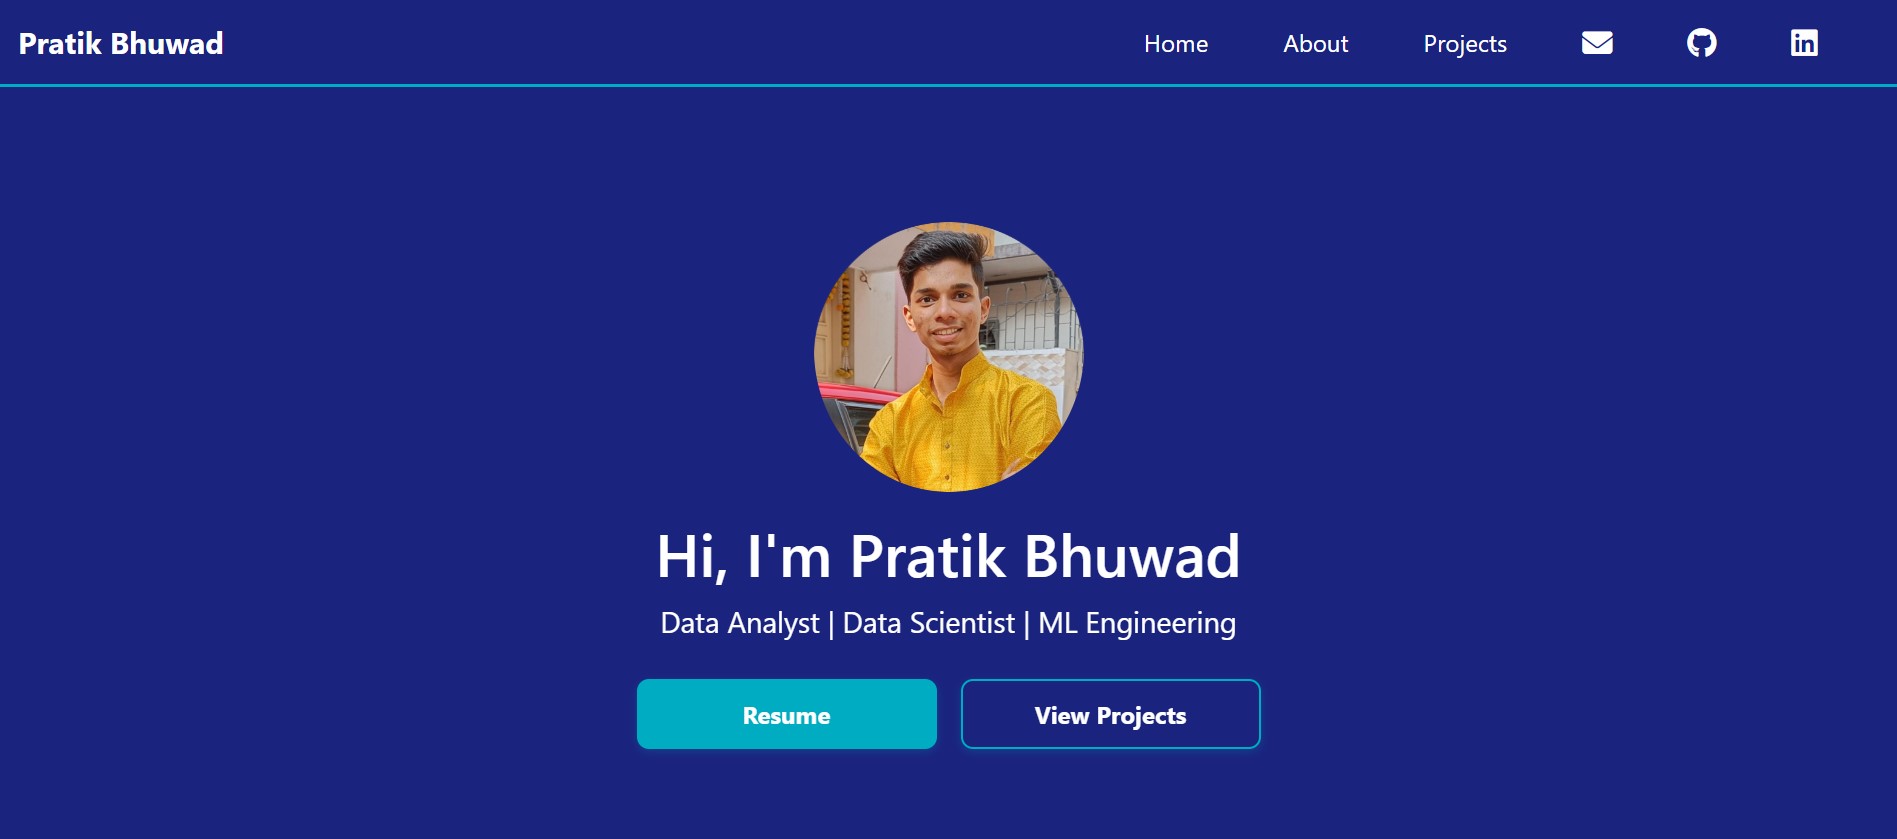 Pratik Bhuwad
Home About Projects
Hi, I'm Pratik Bhuwad
Data Analyst | Data Scientist | ML Engineering
Resume
View Projects